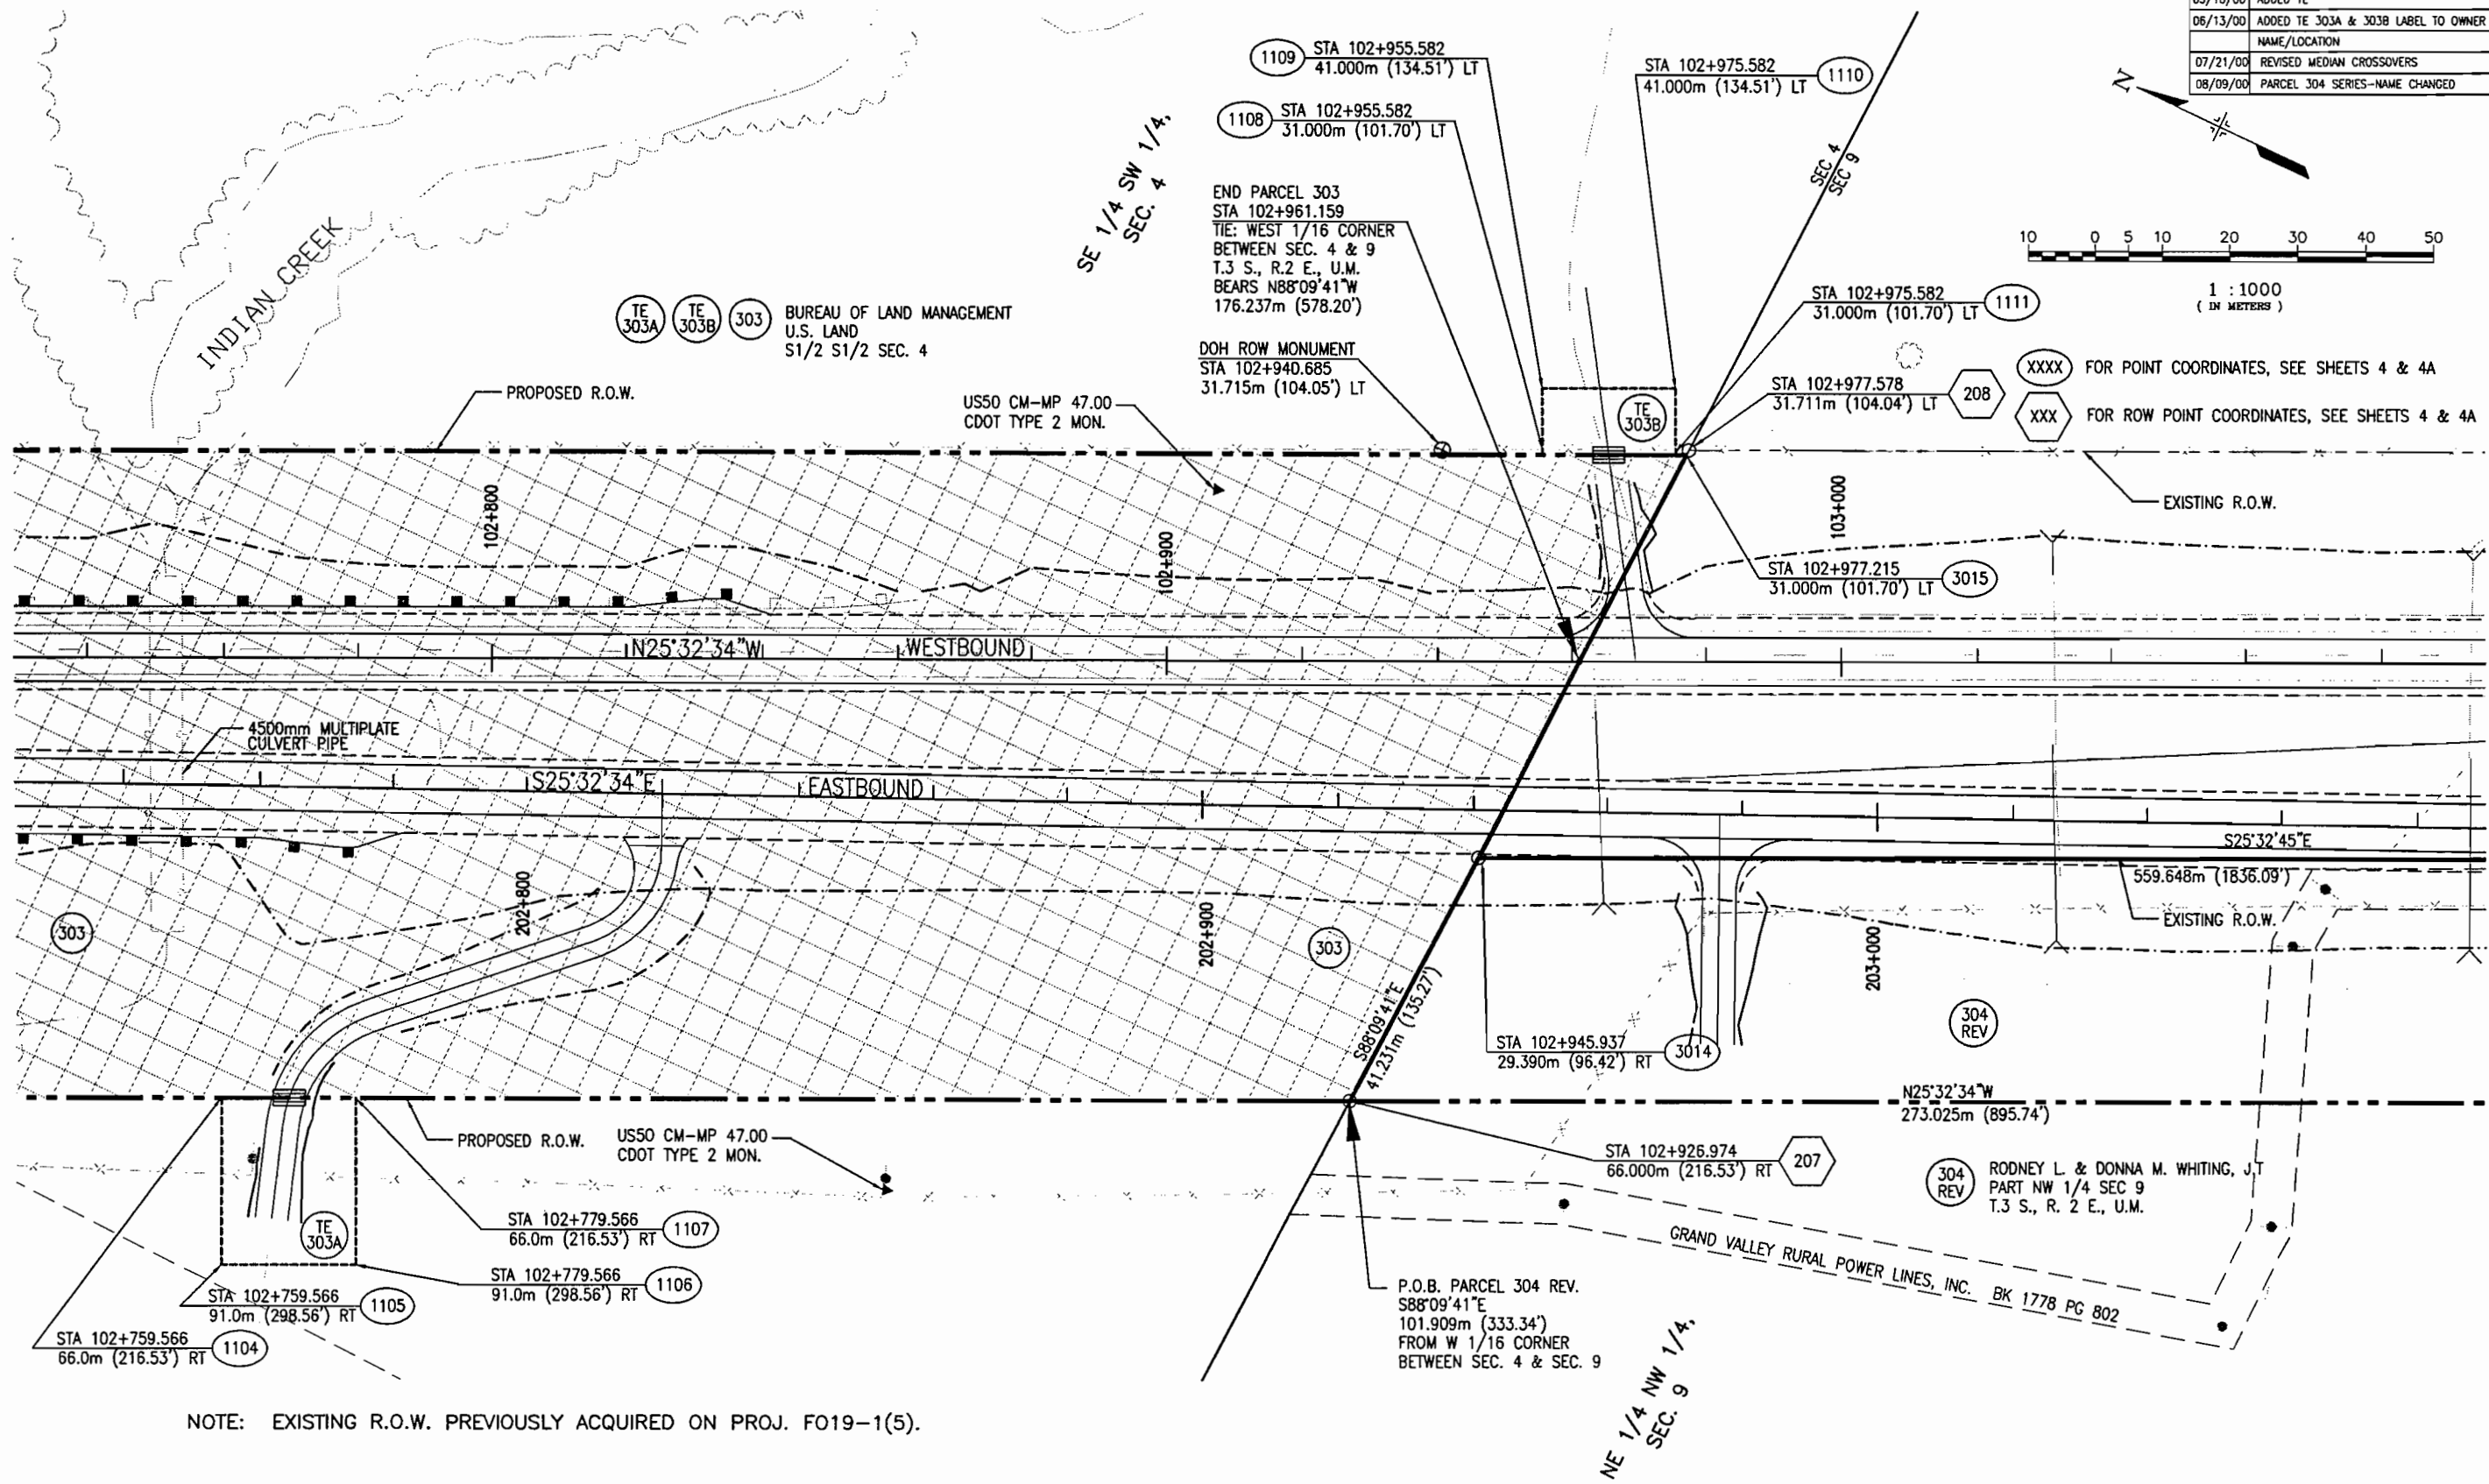 ADDED TE
06/13/00 ADDED TE 303A & 303B LABEL TO OWNER
NAME/LOCATION
07/21/00 REVISED MEDIAN CROSSOVERS
08/09/00 PARCEL 304 SERIES-NAME CHANGED
N
1109 STA 102+955.582
41.000m (134.51') LT
STA 102+975.582 1110
41.000m (134.51') LT
1108 STA 102+955.582
31.000m (101.70') LT
SE 1/4 SW 1/4,
SEC. 4
SEC 4
SEC 9
END PARCEL 303
STA 102+961.159
TIE: WEST 1/16 CORNER
BETWEEN SEC. 4 & 9
T.3 S., R.2 E., U.M.
BEARS N88°09'41"W
176.237m (578.20')
10 0 5 10 20 30 40 50
1 :1000
( IN METERS )
INDIAN CREEK
TE 303A
TE 303B
303
BUREAU OF LAND MANAGEMENT
U.S. LAND
S1/2 S1/2 SEC. 4
STA 102+975.582 1111
31.000m (101.70') LT
DOH ROW MONUMENT
STA 102+940.685
31.715m (104.05') LT
XXXX FOR POINT COORDINATES, SEE SHEETS 4 & 4A
STA 102+977.578 208
31.711m (104.04') LT
XXX FOR ROW POINT COORDINATES, SEE SHEETS 4 & 4A
PROPOSED R.O.W.
US50 CM-MP 47.00
CDOT TYPE 2 MON.
TE
303B
EXISTING R.O.W.
102+800
102+900
103+000
STA 102+977.215 3015
31.000m (101.70') LT
N25°32'34"W WESTBOUND
4500mm MULTIPLATE
CULVERT PIPE
S25°32'34"E EASTBOUND
S25°32'45"E
559.648m (1836.09')
EXISTING R.O.W.
202+800
202+900
203+000
303
303
S88°09'41"E
41.231m (135.27')
STA 102+945.937 3014
29.390m (96.42') RT
304
REV
N25°32'34"W
273.025m (895.74')
PROPOSED R.O.W.
US50 CM-MP 47.00
CDOT TYPE 2 MON.
STA 102+926.974 207
66.000m (216.53') RT
304
REV
RODNEY L. & DONNA M. WHITING, J.T
PART NW 1/4 SEC 9
T.3 S., R. 2 E., U.M.
TE
303A
STA 102+779.566 1107
66.0m (216.53') RT
STA 102+779.566 1106
91.0m (298.56') RT
STA 102+759.566 1105
91.0m (298.56') RT
STA 102+759.566 1104
66.0m (216.53') RT
GRAND VALLEY RURAL POWER LINES, INC. BK 1778 PG 802
P.O.B. PARCEL 304 REV.
S88°09'41"E
101.909m (333.34')
FROM W 1/16 CORNER
BETWEEN SEC. 4 & SEC. 9
NE 1/4 NW 1/4,
SEC. 9
NOTE: EXISTING R.O.W. PREVIOUSLY ACQUIRED ON PROJ. F019-1(5).